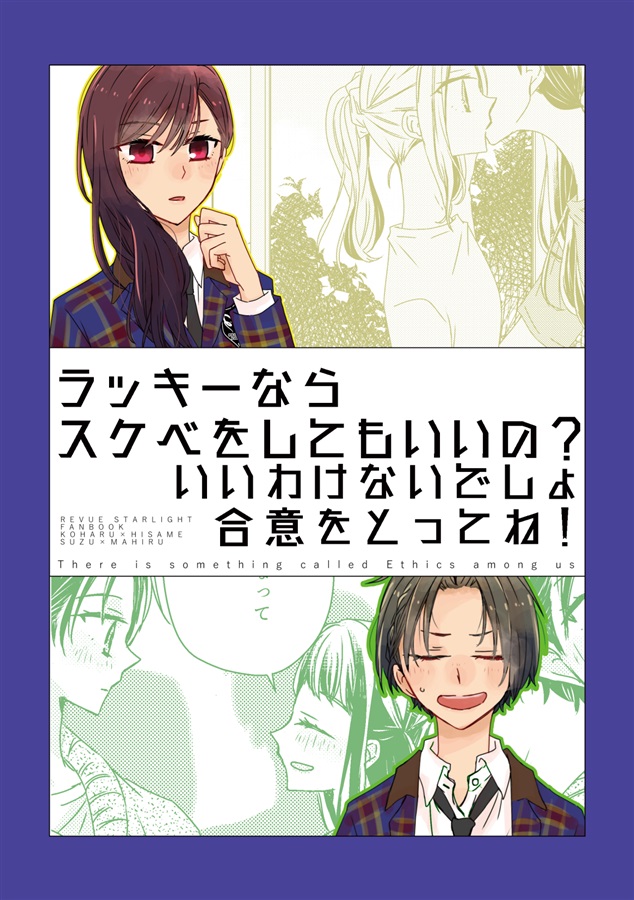 ラッキーなら
スケベをしてもいいの？
いいわけないでしょ
合意をとってね！
REVUE STARLIGHT
FANBOOK
KOHARU×HISAME
SUZU×MAHIRU
There is something called Ethics among us
って